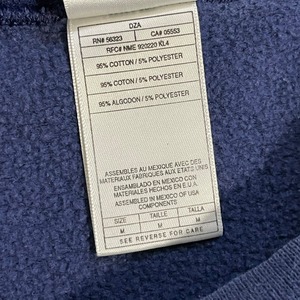 DZA
RN# 56323 CA# 05553
RFC# NME 920220 KL4
95% COTTON / 5% POLYESTER
95% COTTON / 5% POLYESTER
95% ALGODON / 5% POLYESTER
ASSEMBLES AU MEXIQUE AVEC DES
MATERIAUX FABRIQUES AUX ETATS UNIS
ENSAMBLADO EN MEXICO CON
MATERIALES HECHOS EN E.U.A.
ASSEMBLED IN MEXICO OF USA
COMPONENTS
SIZE TAILLE TALLA
M M M
SEE REVERSE FOR CARE